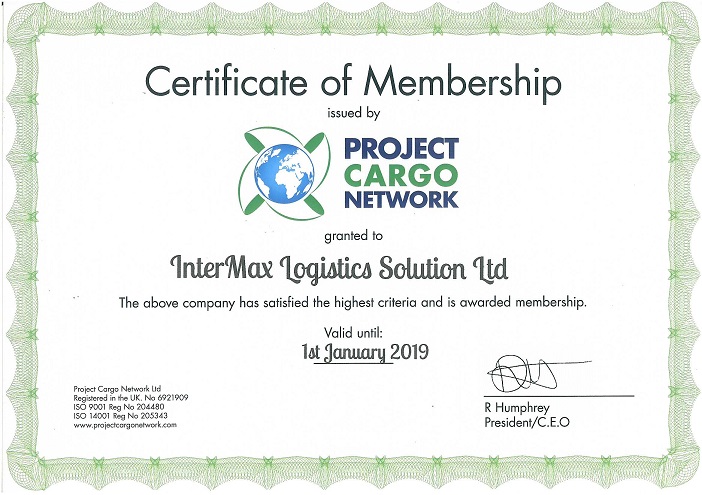 Certificate of Membership
issued by
PROJECT
CARGO
NETWORK
granted to
InterMax Logistics Solution Ltd
The above company has satisfied the highest criteria and is awarded membership.
Valid until:
1st January 2019
Project Cargo Network Ltd
Registered in the UK. No 6921909
ISO 9001 Reg No 204480
ISO 14001 Reg No 205343
www.projectcargonetwork.com
R Humphrey
President/C.E.O